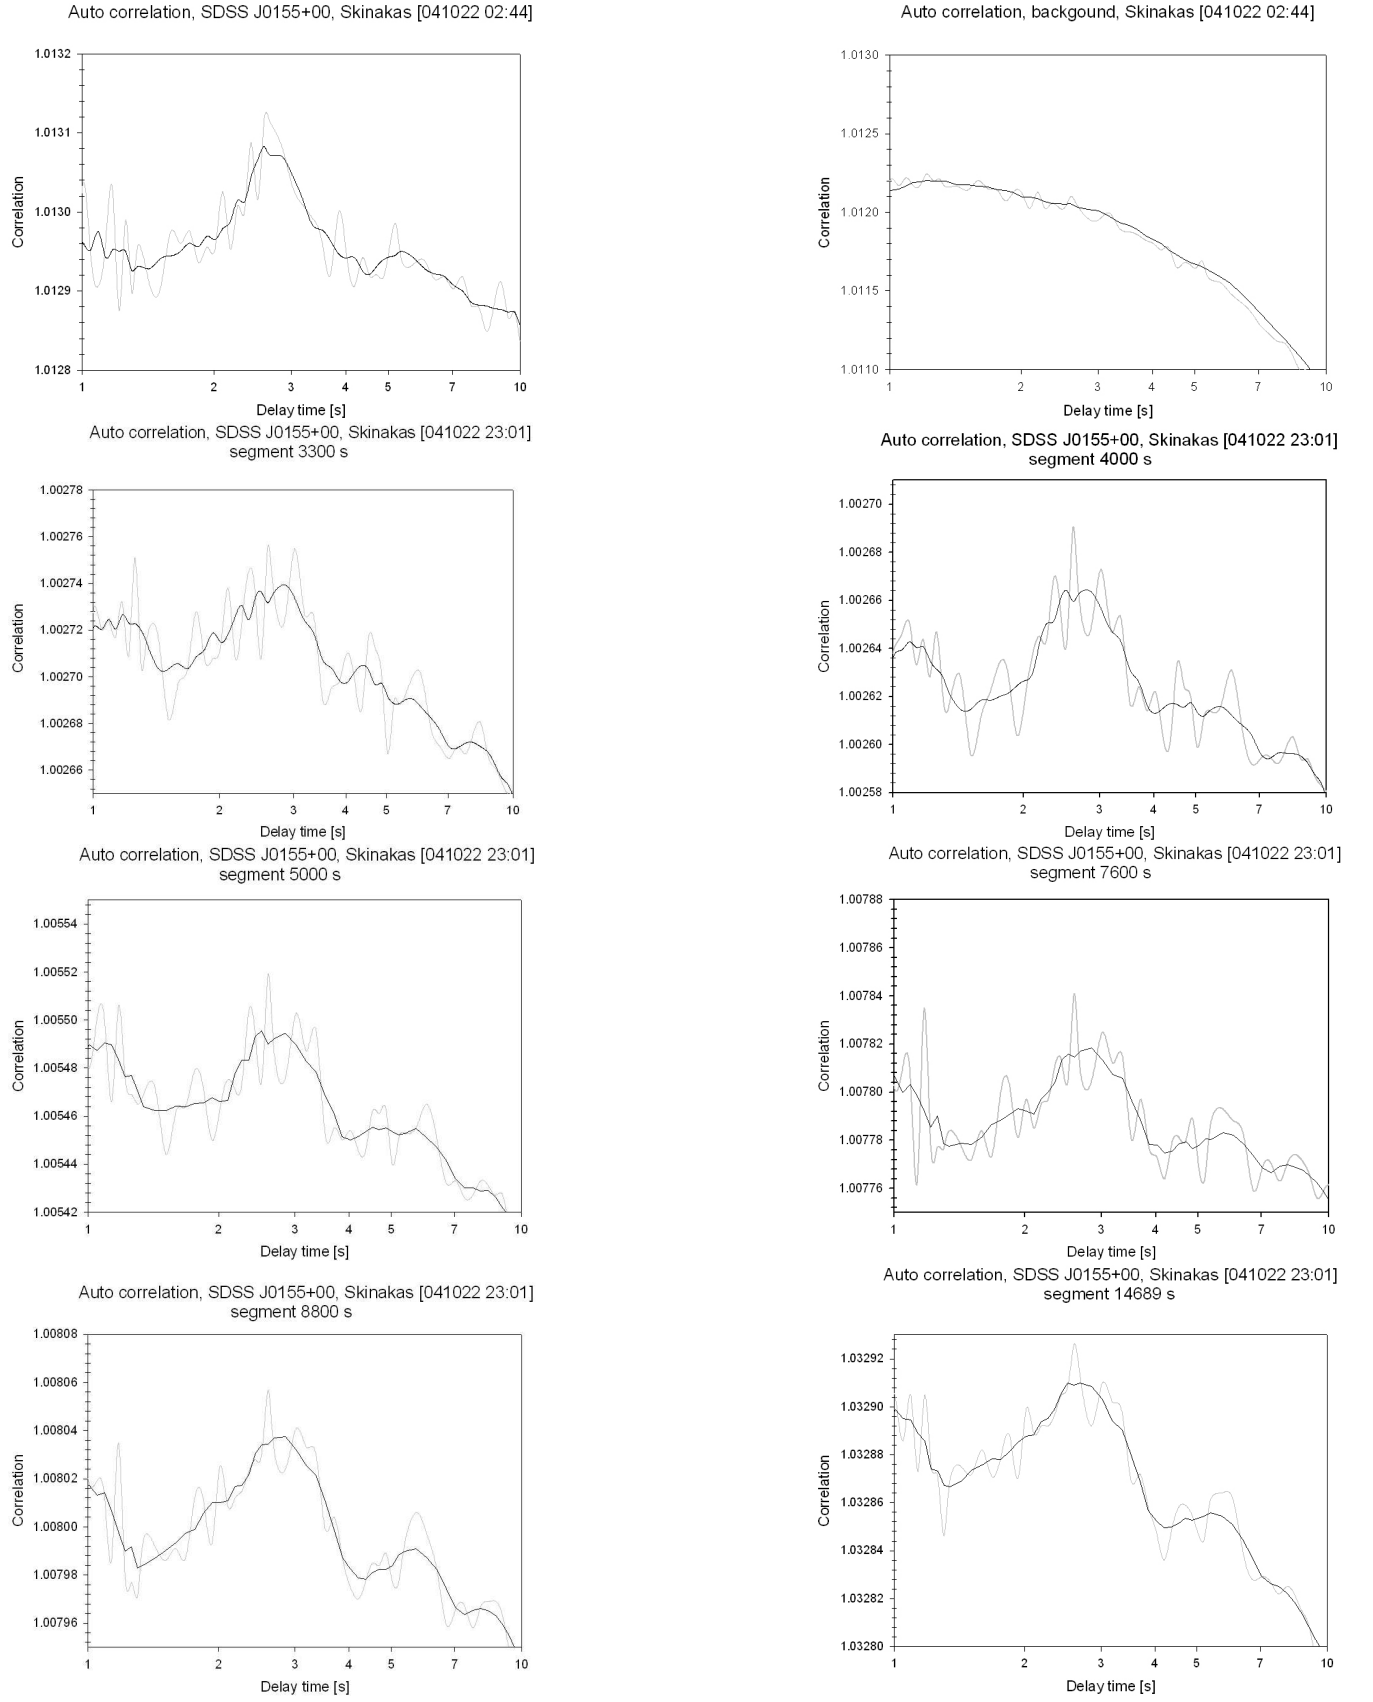 Auto correlation, SDSS J0155+00, Skinakas [041022 02:44]
1.0132
1.0131
1.0130
1.0129
1.0128
Correlation
1 2 3 4 5 7 10
Delay time [s]
Auto correlation, backgound, Skinakas [041022 02:44]
1.0130
1.0125
1.0120
1.0115
1.0110
Correlation
1 2 3 4 5 7 10
Delay time [s]
Auto correlation, SDSS J0155+00, Skinakas [041022 23:01]
segment 3300 s
1.00278
1.00276
1.00274
1.00272
1.00270
1.00268
1.00266
Correlation
1 2 3 4 5 7 10
Delay time [s]
Auto correlation, SDSS J0155+00, Skinakas [041022 23:01]
segment 4000 s
1.00270
1.00268
1.00266
1.00264
1.00262
1.00260
1.00258
Correlation
1 2 3 4 5 7 10
Delay time [s]
Auto correlation, SDSS J0155+00, Skinakas [041022 23:01]
segment 5000 s
1.00554
1.00552
1.00550
1.00548
1.00546
1.00544
1.00542
Correlation
1 2 3 4 5 7 10
Delay time [s]
Auto correlation, SDSS J0155+00, Skinakas [041022 23:01]
segment 7600 s
1.00788
1.00786
1.00784
1.00782
1.00780
1.00778
1.00776
Correlation
1 2 3 4 5 7 10
Delay time [s]
Auto correlation, SDSS J0155+00, Skinakas [041022 23:01]
segment 8800 s
1.00808
1.00806
1.00804
1.00802
1.00800
1.00798
1.00796
Correlation
1 2 3 4 5 7 10
Delay time [s]
Auto correlation, SDSS J0155+00, Skinakas [041022 23:01]
segment 14689 s
1.03292
1.03290
1.03288
1.03286
1.03284
1.03282
1.03280
Correlation
1 2 3 4 5 7 10
Delay time [s]